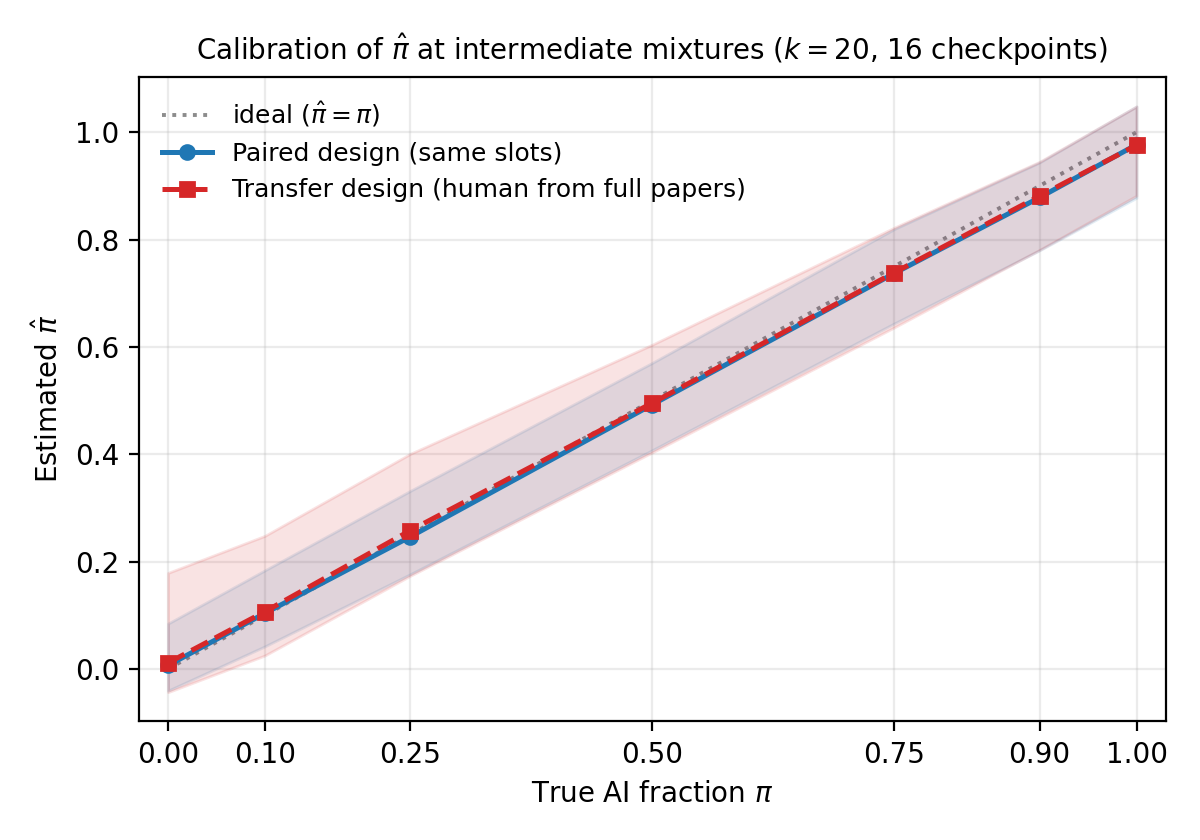 Calibration of π̂ at intermediate mixtures (k = 20, 16 checkpoints)
ideal (π̂ = π)
Paired design (same slots)
Transfer design (human from full papers)
Estimated π̂
1.0
0.8
0.6
0.4
0.2
0.0
0.00 0.10 0.25 0.50 0.75 0.90 1.00
True AI fraction π